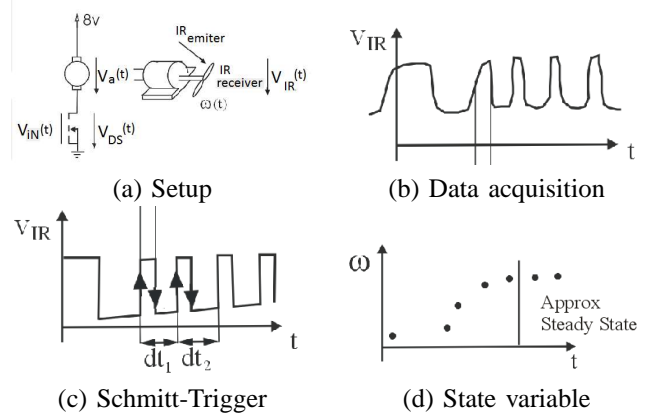 8v
IR emiter
V_a(t)
IR receiver
V_IR(t)
ω(t)
V_iN(t)
V_DS(t)
(a) Setup
V_IR
t
(b) Data acquisition
V_IR
t
dt_1 dt_2
(c) Schmitt-Trigger
ω
Approx
Steady State
t
(d) State variable